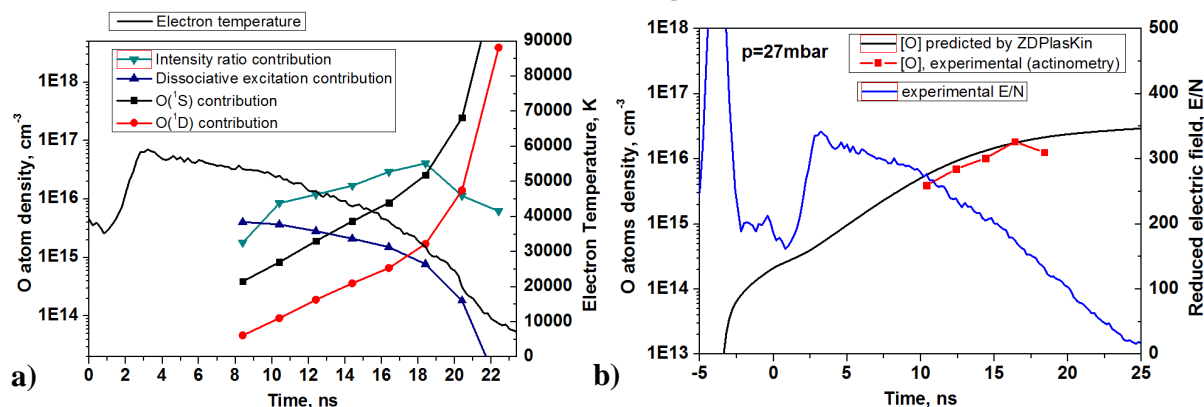 Electron temperature
Intensity ratio contribution
Dissociative excitation contribution
O(¹S) contribution
O(¹D) contribution
O atom density, cm⁻³
1E18
1E17
1E16
1E15
1E14
90000
80000
70000
60000
50000
40000
30000
20000
10000
0
Electron Temperature, K
0 2 4 6 8 10 12 14 16 18 20 22
Time, ns
a)
p=27mbar
[O] predicted by ZDPlasKin
[O], experimental (actinometry)
experimental E/N
O atoms density, cm⁻³
1E18
1E17
1E16
1E15
1E14
1E13
500
400
300
200
100
0
Reduced electric field, E/N
-5 0 5 10 15 20 25
Time, ns
b)